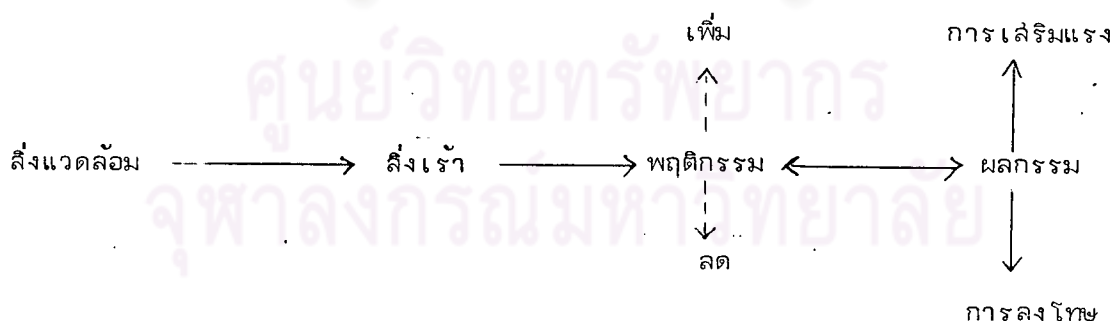 เพิ่ม การเสริมแรง
ศูนย์วิทยทรัพยากร
สิ่งแวดล้อม สิ่งเร้า พฤติกรรม ผลกรรม
จุฬาลงกรณ์มหาวิทยาลัย
ลด
การลงโทษ